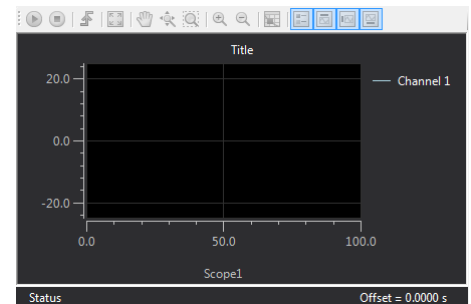 Title
20.0
Channel 1
0.0
-20.0
0.0 50.0 100.0
Scope1
Status Offset = 0.0000 s